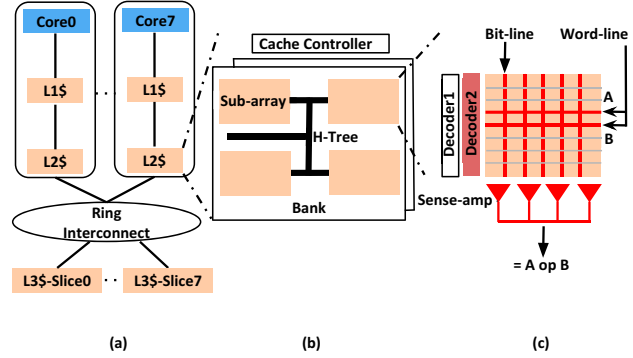 Core0
Core7
L1$
L1$
L2$
L2$
Ring
Interconnect
L3$-Slice0
L3$-Slice7
(a)
Cache Controller
Sub-array
H-Tree
Bank
(b)
Bit-line
Word-line
Decoder1
Decoder2
A
B
Sense-amp
= A op B
(c)